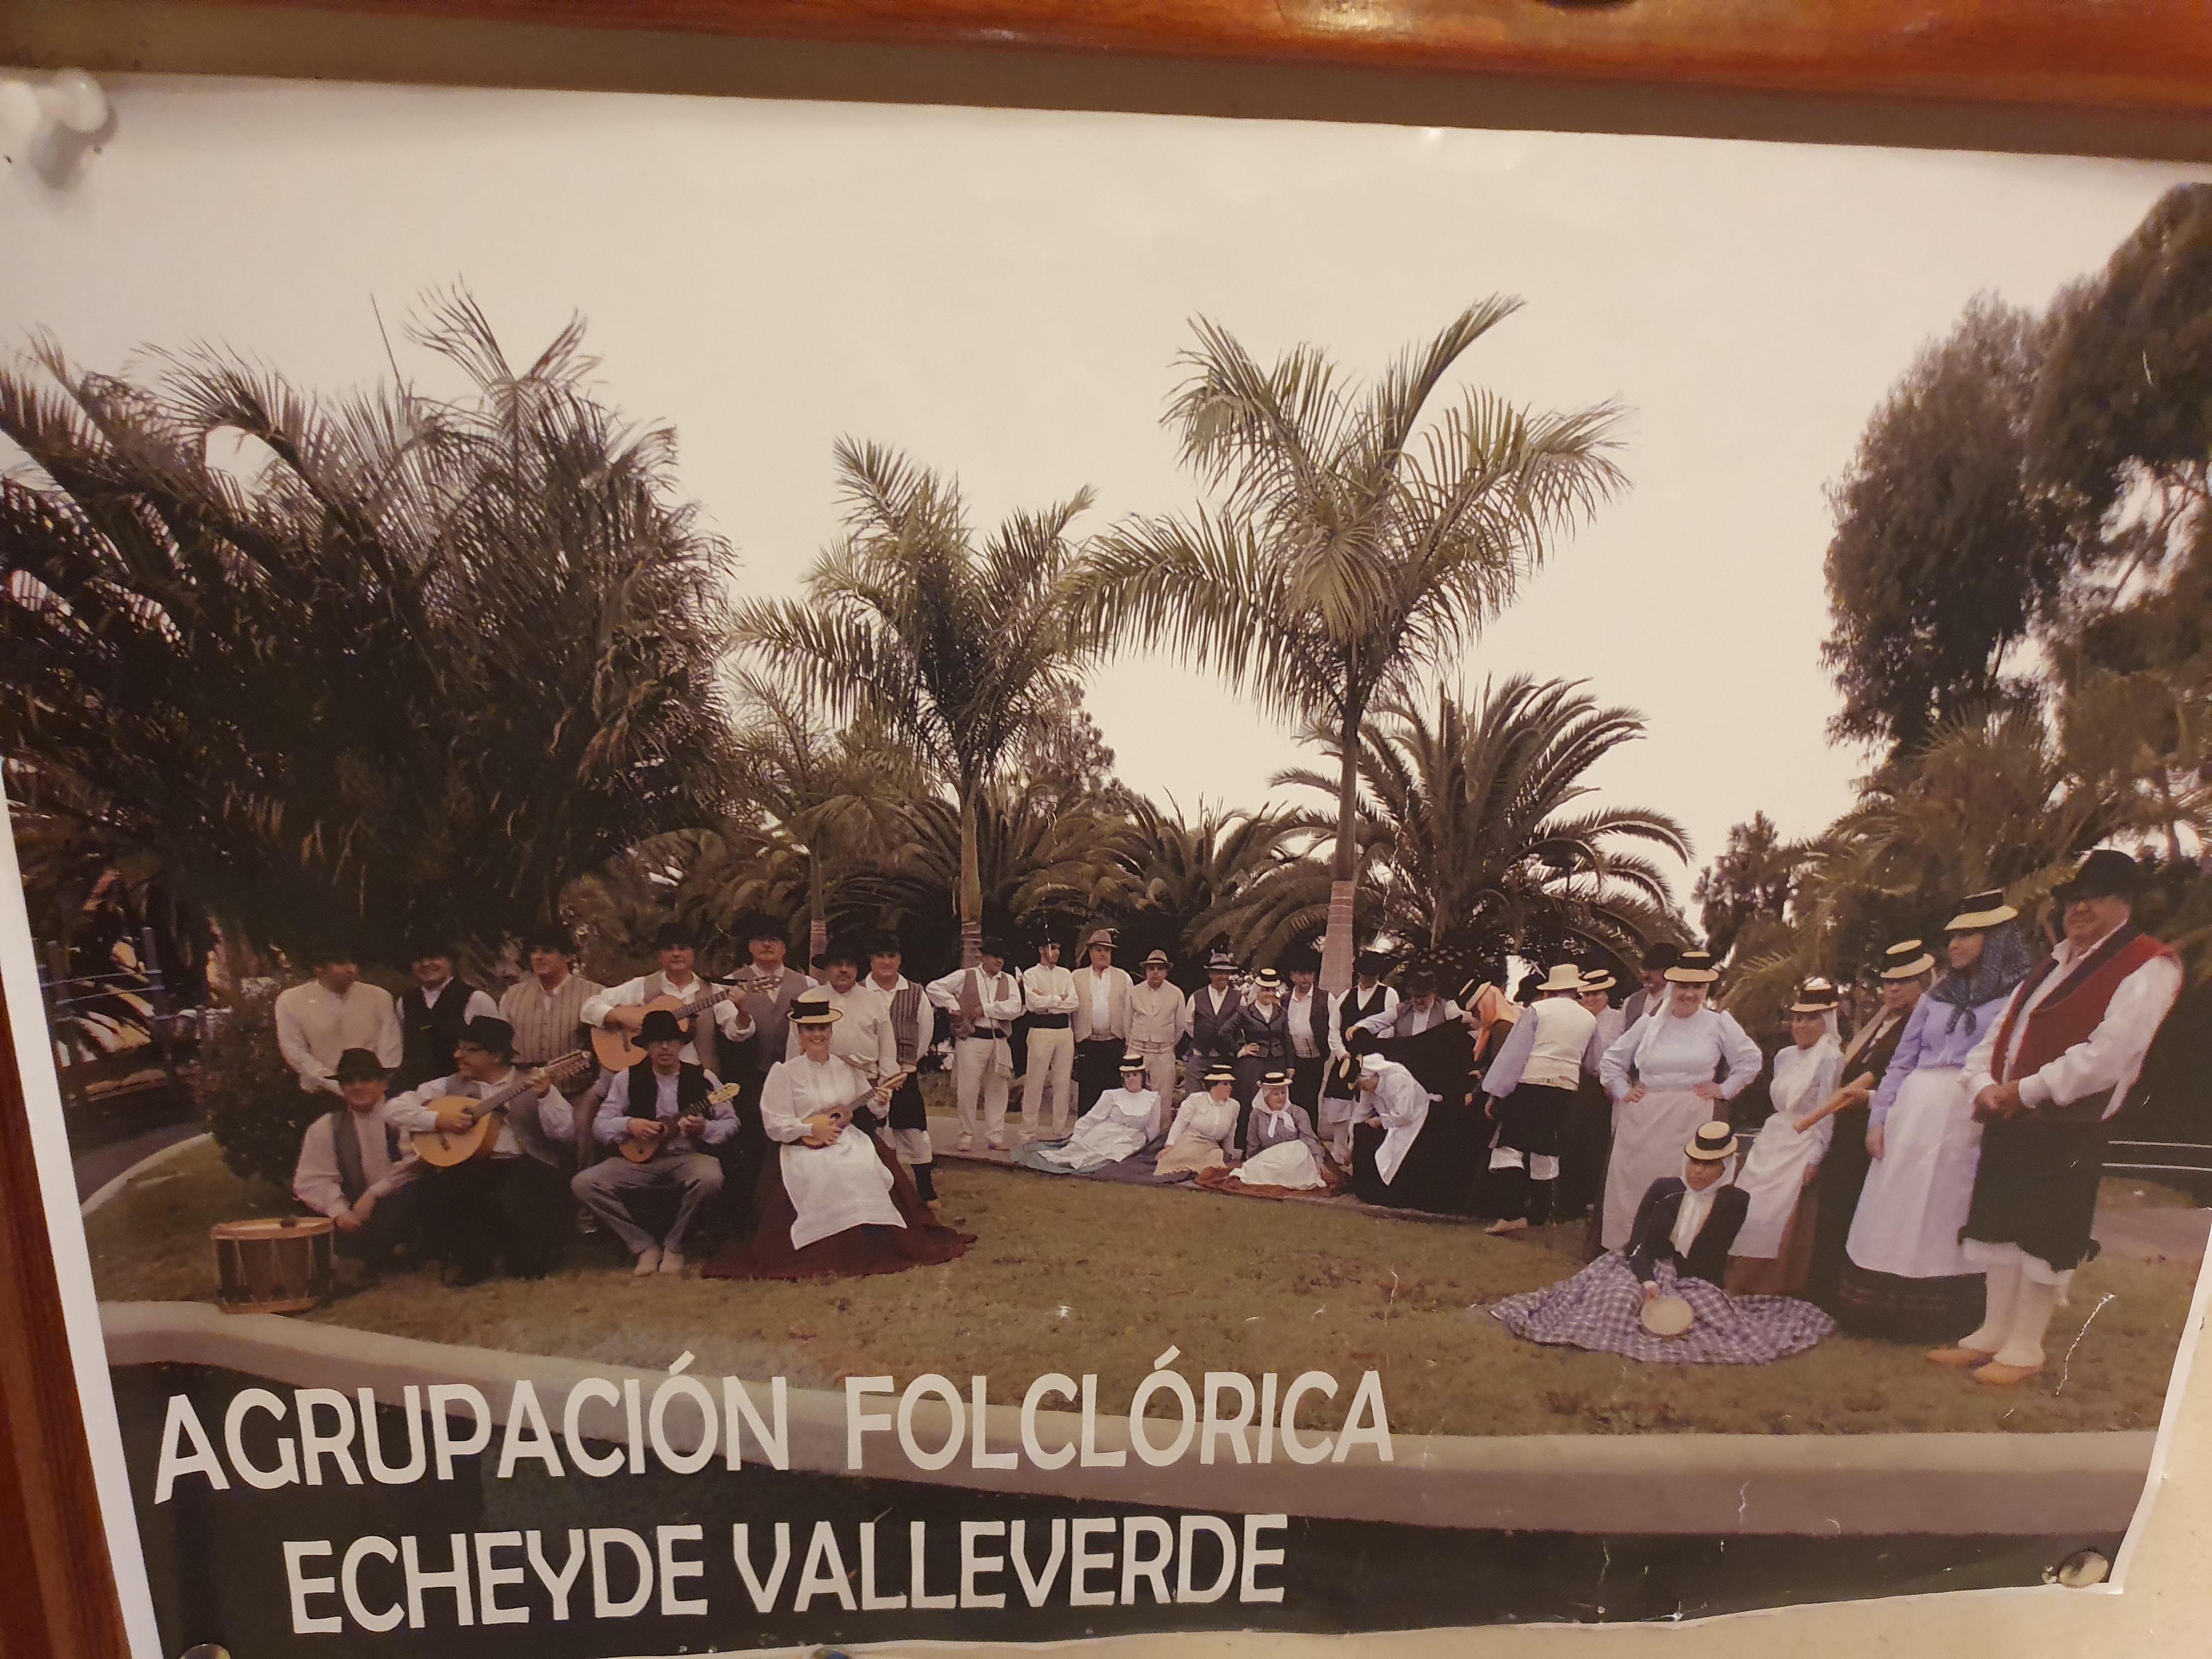 AGRUPACIÓN FOLCLÓRICA
ECHEYDE VALLEVERDE